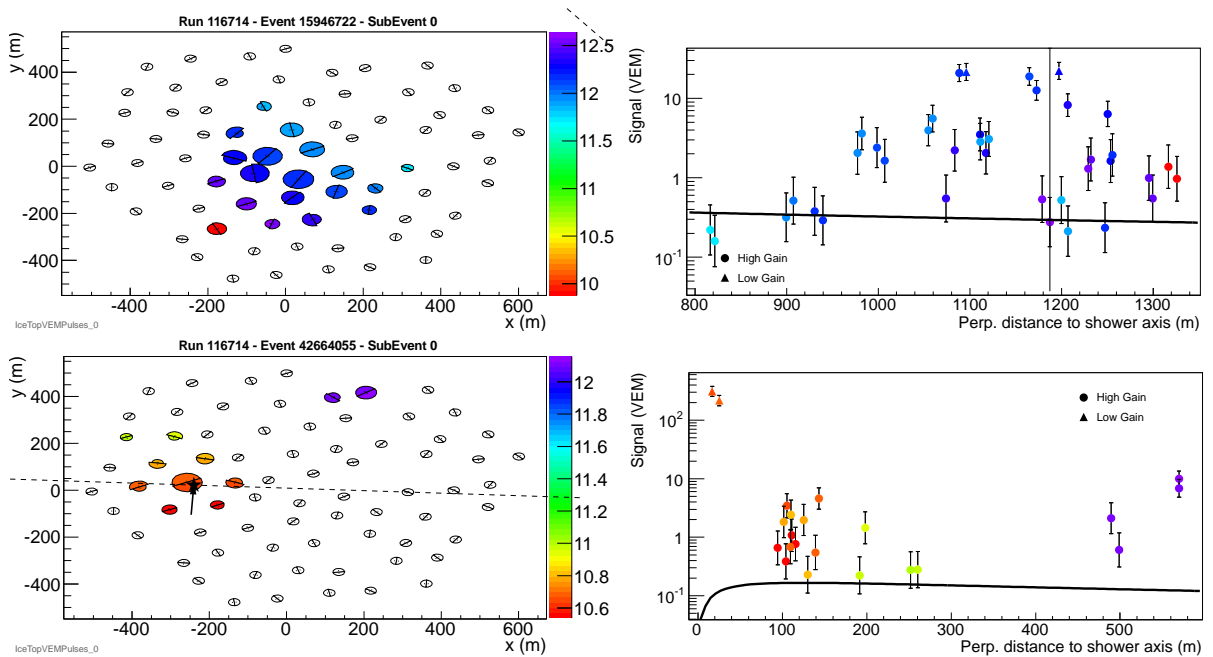 Run 116714 - Event 15946722 - SubEvent 0
y (m)
400
200
0
-200
-400
-400 -200 0 200 400 600
x (m)
IceTopVEMPulses_0
12.5
12
11.5
11
10.5
10
Signal (VEM)
10
1
10-1
High Gain
Low Gain
800 900 1000 1100 1200 1300
Perp. distance to shower axis (m)
Run 116714 - Event 42664055 - SubEvent 0
y (m)
400
200
0
-200
-400
-400 -200 0 200 400 600
x (m)
IceTopVEMPulses_0
12
11.8
11.6
11.4
11.2
11
10.8
10.6
Signal (VEM)
10²
10
1
10-1
High Gain
Low Gain
0 100 200 300 400 500
Perp. distance to shower axis (m)